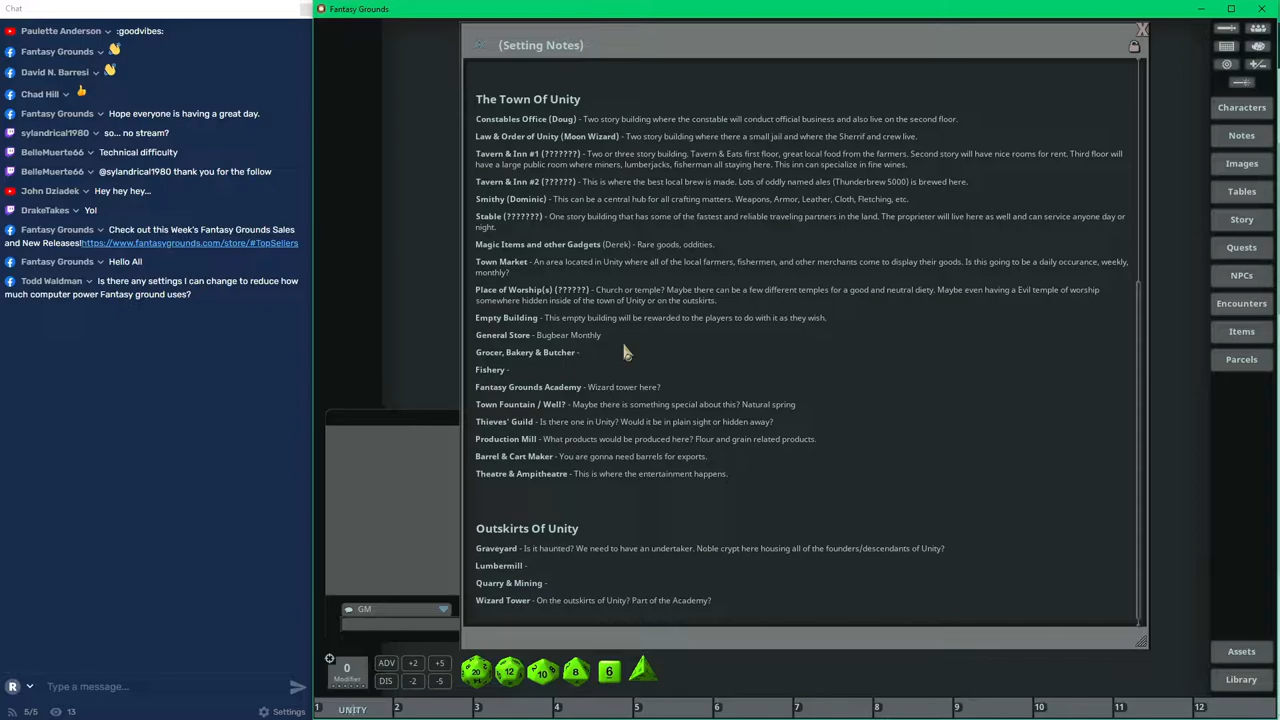 Chat
Paulette Anderson :goodvibes:
Fantasy Grounds
David N. Barresi
Chad Hill
Fantasy Grounds Hope everyone is having a great day.
sylandrical1980 so... no stream?
BelleMuerte66 Technical difficulty
BelleMuerte66 @sylandrical1980 thank you for the follow
John Dziadek Hey hey hey...
DrakeTakes Yo!
Fantasy Grounds Check out this Week's Fantasy Grounds Sales
and New Releases!https://www.fantasygrounds.com/store/#TopSellers
Fantasy Grounds Hello All
Todd Waldman Is there any settings I can change to reduce how
much computer power Fantasy ground uses?
R Type a message...
5/5 13 Settings
Fantasy Grounds
(Setting Notes)
X
The Town Of Unity
Constables Office (Doug) - Two story building where the constable will conduct official business and also live on the second floor.
Law & Order of Unity (Moon Wizard) - Two story building where there a small jail and where the Sherrif and crew live.
Tavern & Inn #1 (???????) - Two or three story building. Tavern & Eats first floor, great local food from the farmers. Second story will have nice rooms for rent. Third floor will
have a large public room where miners, lumberjacks, fisherman all staying here. This inn can specialize in fine wines.
Tavern & Inn #2 (??????) - This is where the best local brew is made. Lots of oddly named ales (Thunderbrew 5000) is brewed here.
Smithy (Dominic) - This can be a central hub for all crafting matters. Weapons, Armor, Leather, Cloth, Fletching, etc.
Stable (???????) - One story building that has some of the fastest and reliable traveling partners in the land. The proprieter will live here as well and can service anyone day or
night.
Magic Items and other Gadgets (Derek) - Rare goods, oddities.
Town Market - An area located in Unity where all of the local farmers, fishermen, and other merchants come to display their goods. Is this going to be a daily occurance, weekly,
monthly?
Place of Worship(s) (??????) - Church or temple? Maybe there can be a few different temples for a good and neutral diety. Maybe even having a Evil temple of worship
somewhere hidden inside of the town of Unity or on the outskirts.
Empty Building - This empty building will be rewarded to the players to do with it as they wish.
General Store - Bugbear Monthly
Grocer, Bakery & Butcher -
Fishery -
Fantasy Grounds Academy - Wizard tower here?
Town Fountain / Well? - Maybe there is something special about this? Natural spring
Thieves' Guild - Is there one in Unity? Would it be in plain sight or hidden away?
Production Mill - What products would be produced here? Flour and grain related products.
Barrel & Cart Maker - You are gonna need barrels for exports.
Theatre & Ampitheatre - This is where the entertainment happens.
Outskirts Of Unity
Graveyard - Is it haunted? We need to have an undertaker. Noble crypt here housing all of the founders/descendants of Unity?
Lumbermill -
Quarry & Mining -
Wizard Tower - On the outskirts of Unity? Part of the Academy?
GM
0
Modifier
ADV +2 +5
DIS -2 -5
20 12 10 8 6
1 UNITY 2 3 4 5 6 7 8 9 10 11 12
Characters
Notes
Images
Tables
Story
Quests
NPCs
Encounters
Items
Parcels
Assets
Library